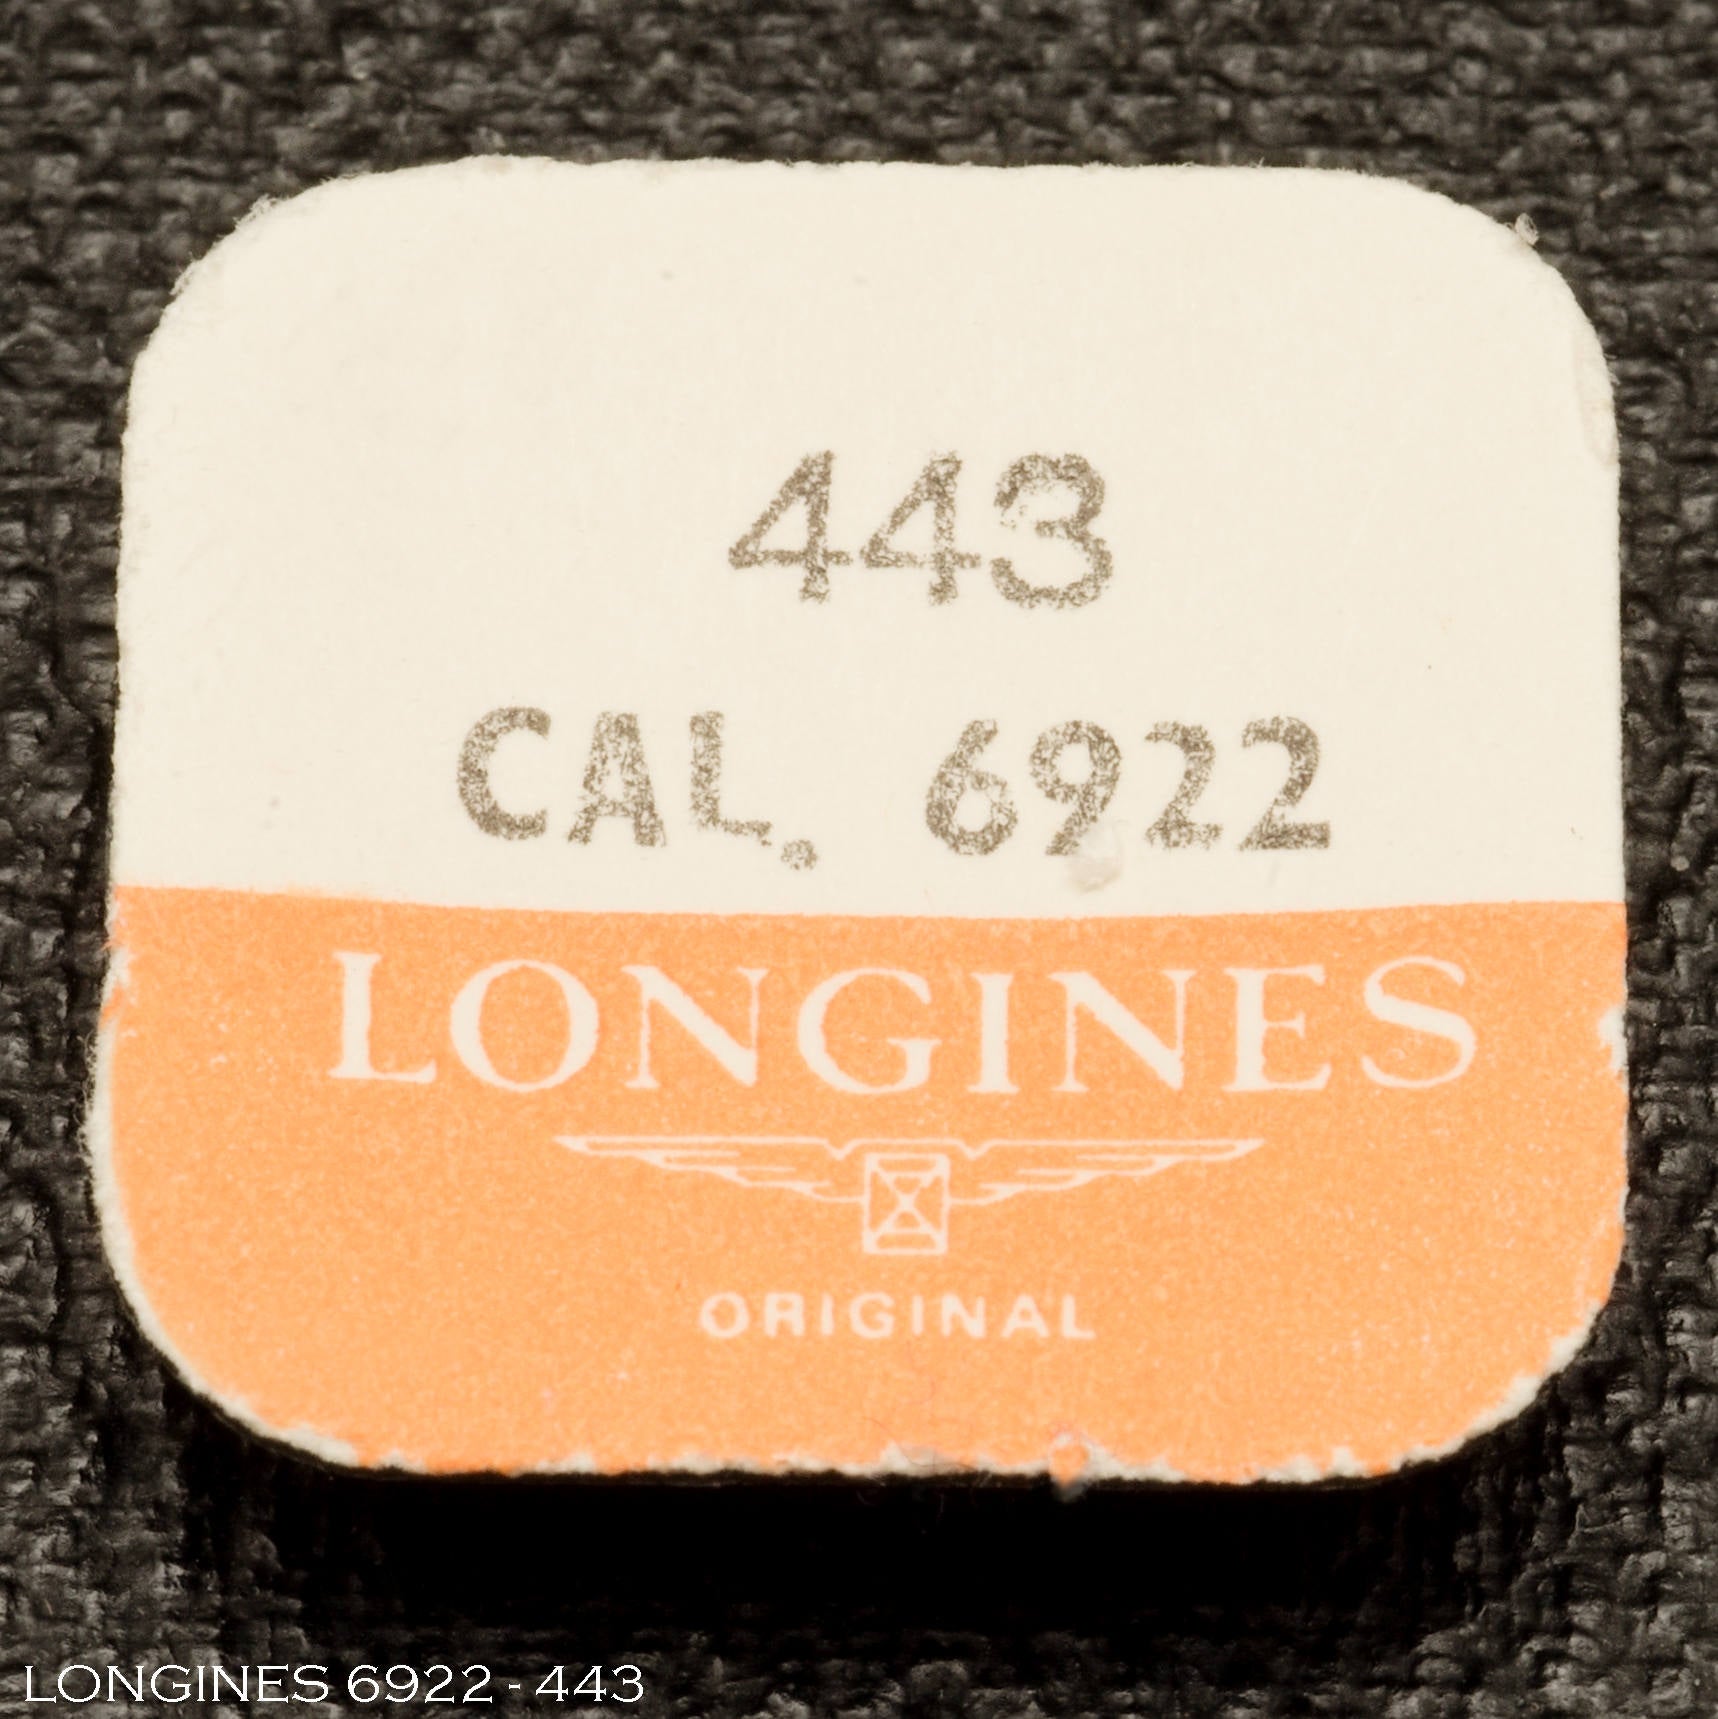 443
CAL. 6922
LONGINES
ORIGINAL
LONGINES 6922 - 443